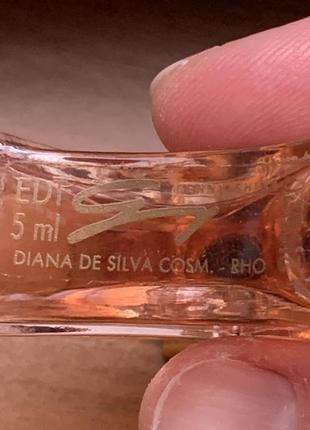 EDT
5 ml
DIANA DE SILVA COSM. - RHO